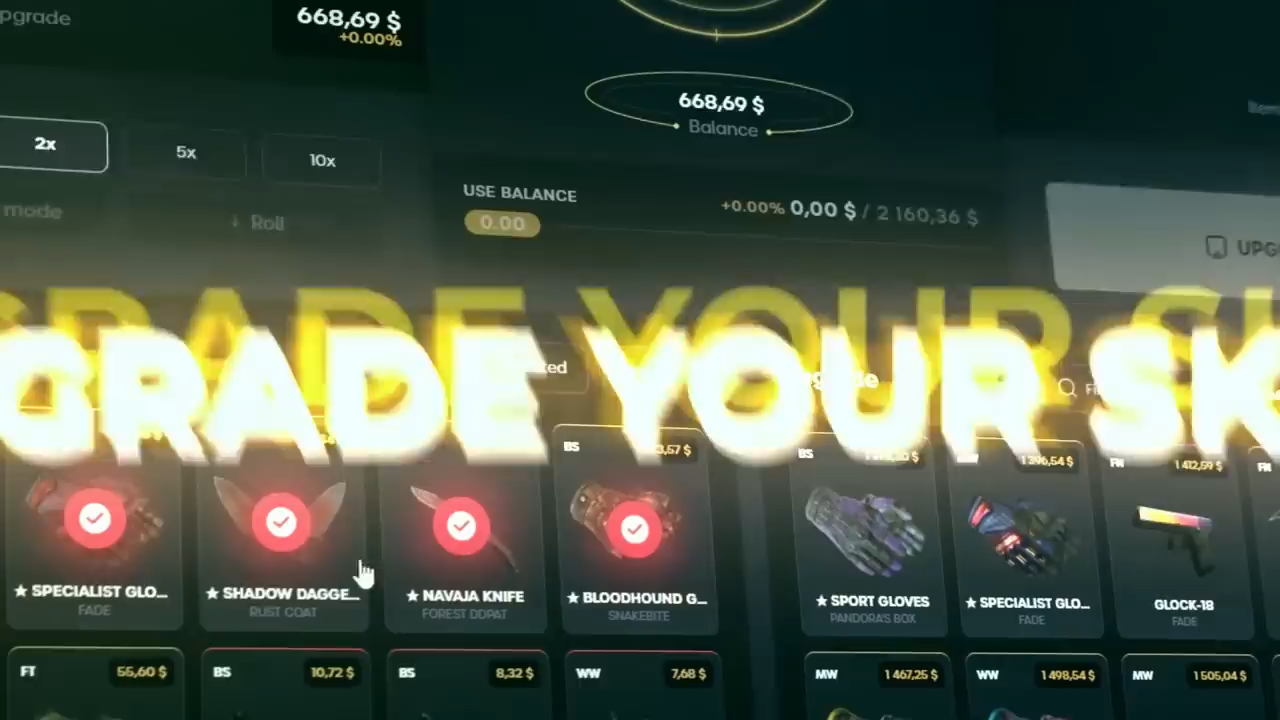 pgrade
668,69 $
+0.00%
668,69 $
Balance
2x
5x
10x
mode
↓ Roll
USE BALANCE
0.00
+0.00% 0,00 $ / 2 160,36 $
GRADE YOUR SK
BS
BS
1 396,54 $
FN
1 412,59 $
FN
★ SPECIALIST GLO...
FADE
★ SHADOW DAGGE...
RUST COAT
★ NAVAJA KNIFE
FOREST DDPAT
★ BLOODHOUND G...
SNAKEBITE
★ SPORT GLOVES
PANDORA'S BOX
★ SPECIALIST GLO...
FADE
GLOCK-18
FADE
FT
55,60 $
BS
10,72 $
BS
8,32 $
WW
7,68 $
MW
1 467,25 $
WW
1 498,54 $
MW
1 505,04 $